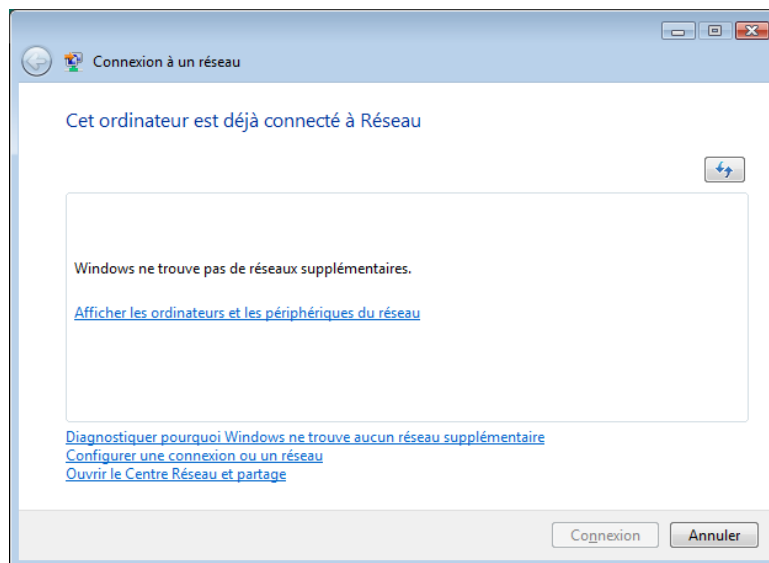 Connexion à un réseau
Cet ordinateur est déjà connecté à Réseau
Windows ne trouve pas de réseaux supplémentaires.
Afficher les ordinateurs et les périphériques du réseau
Diagnostiquer pourquoi Windows ne trouve aucun réseau supplémentaire
Configurer une connexion ou un réseau
Ouvrir le Centre Réseau et partage
Connexion Annuler